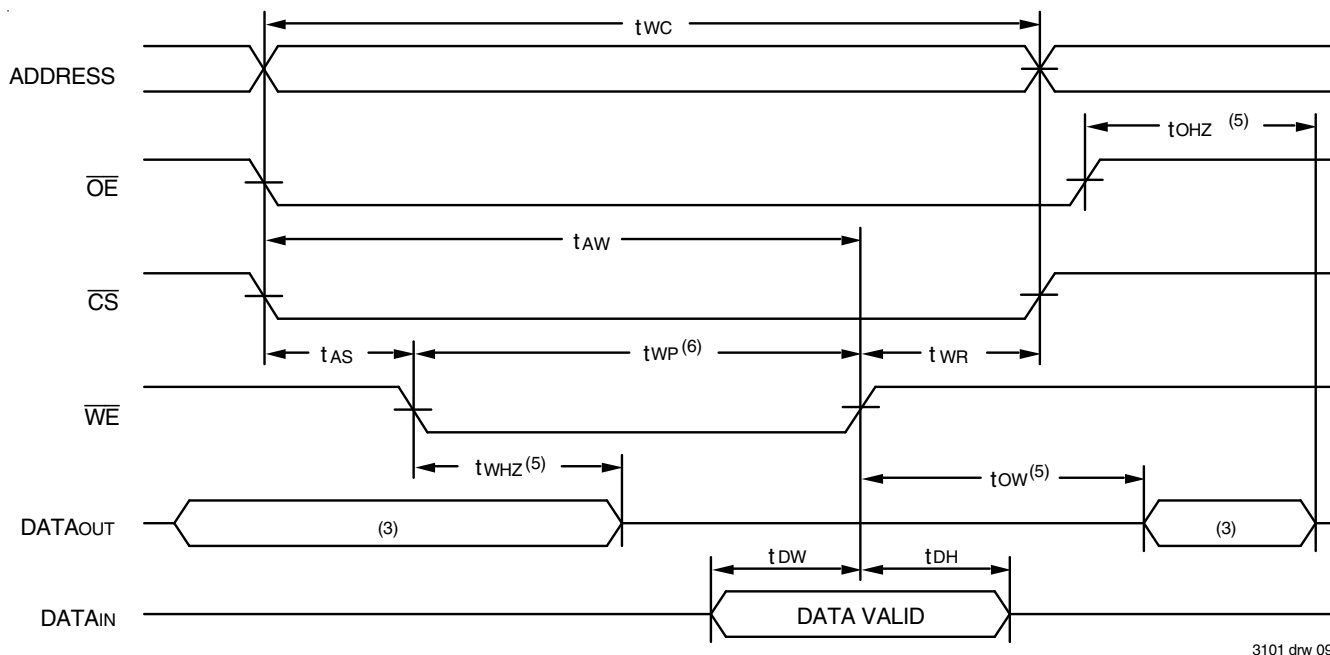 tWC
ADDRESS
tOHZ (5)
OE
tAW
CS
tAS
tWP(6)
tWR
WE
tWHZ(5)
tOW(5)
DATAOUT
(3)
(3)
tDW
tDH
DATAIN
DATA VALID
3101 drw 09